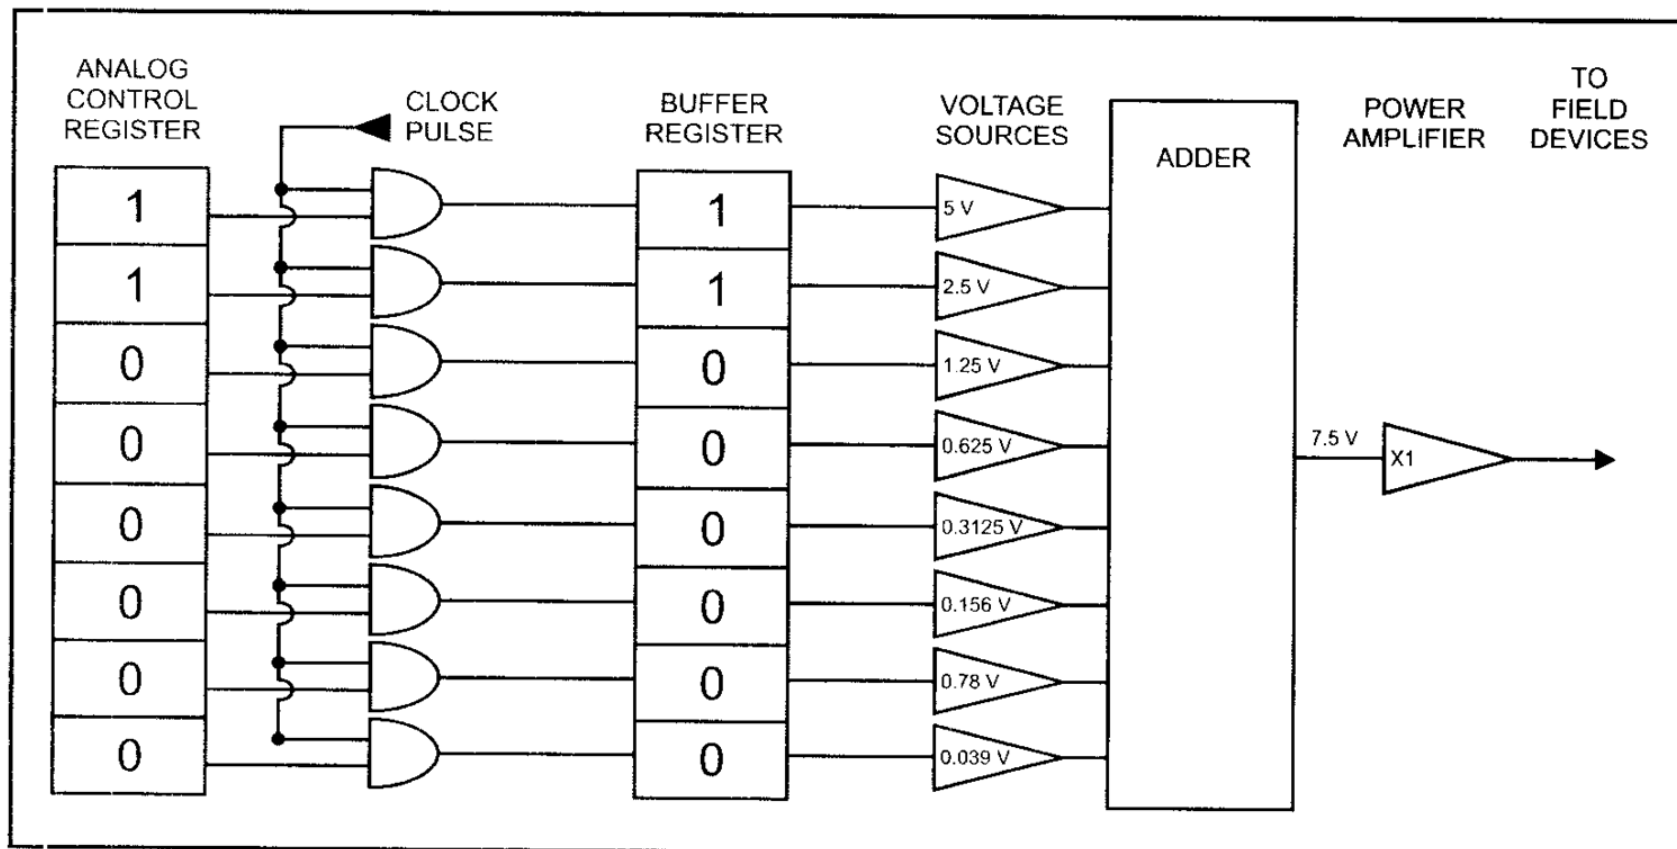 ANALOG
CONTROL
REGISTER
CLOCK
PULSE
BUFFER
REGISTER
VOLTAGE
SOURCES
ADDER
POWER
AMPLIFIER
TO
FIELD
DEVICES
1
1
5 V
1
1
2.5 V
0
0
1.25 V
0
0
0.625 V
7.5 V
X1
0
0
0.3125 V
0
0
0.156 V
0
0
0.78 V
0
0
0.039 V